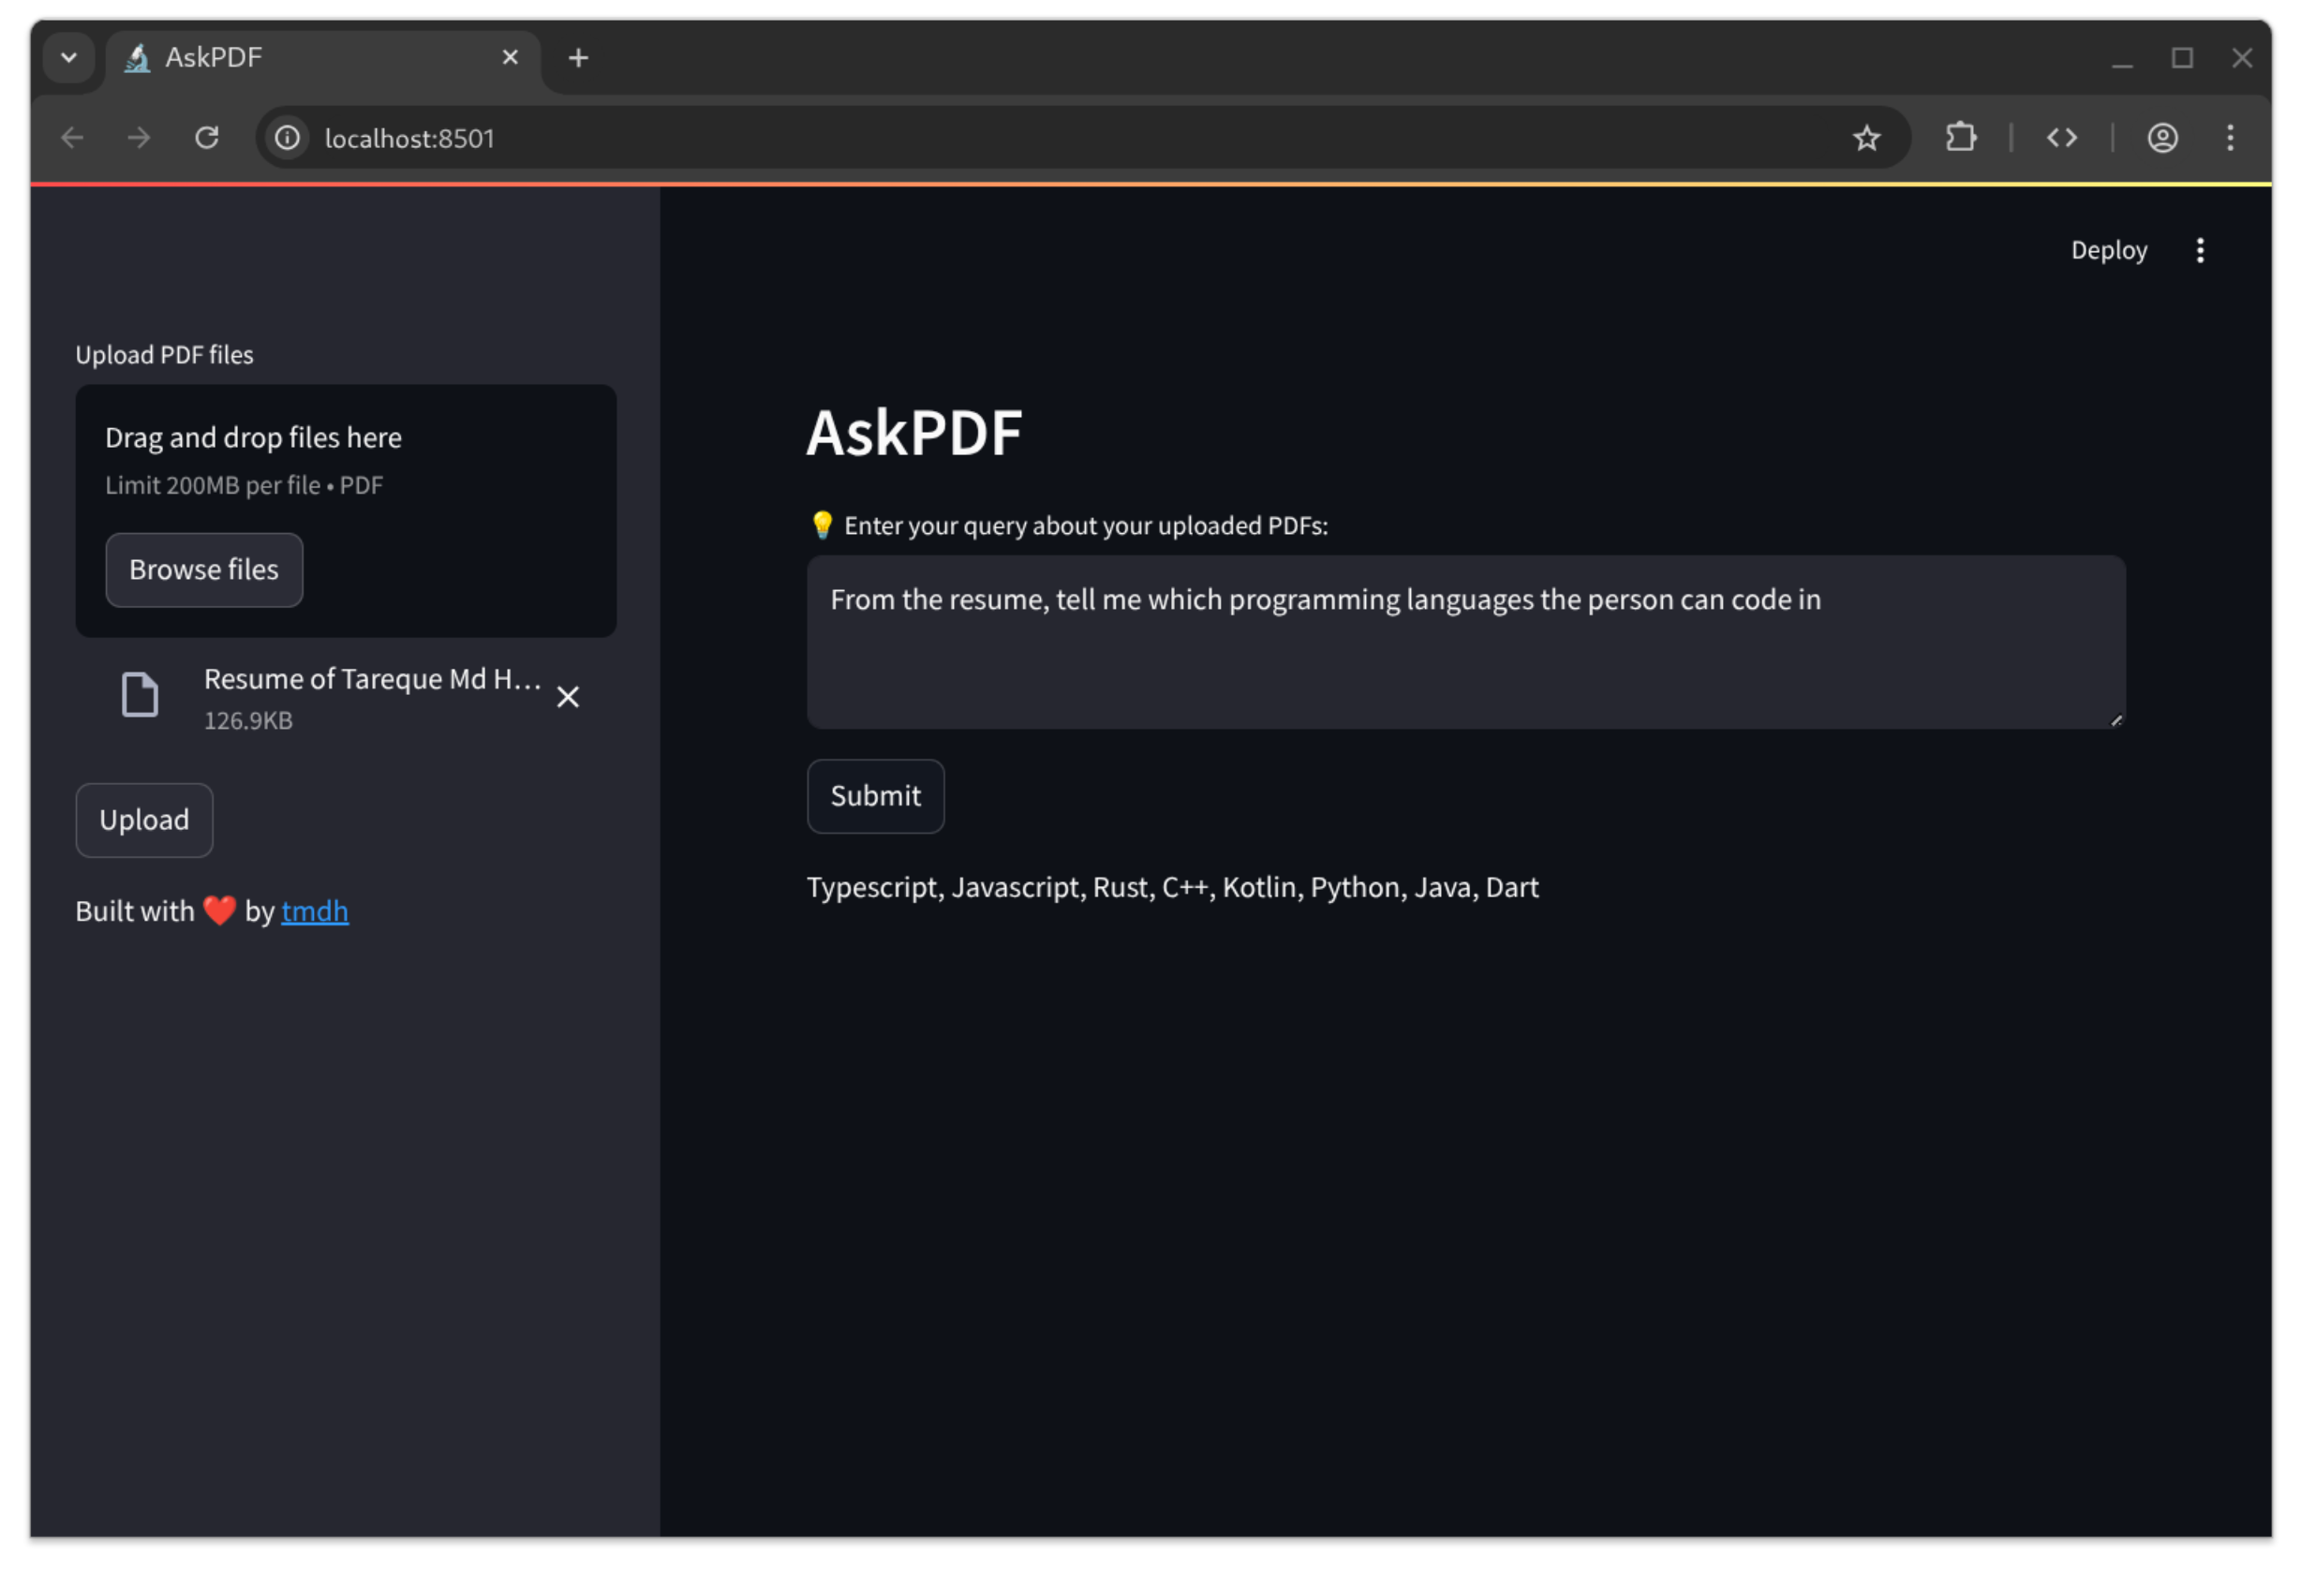 AskPDF
localhost:8501
Deploy
Upload PDF files
Drag and drop files here
Limit 200MB per file • PDF
Browse files
Resume of Tareque Md H...
126.9KB
Upload
Built with ❤️ by tmdh
AskPDF
💡 Enter your query about your uploaded PDFs:
From the resume, tell me which programming languages the person can code in
Submit
Typescript, Javascript, Rust, C++, Kotlin, Python, Java, Dart